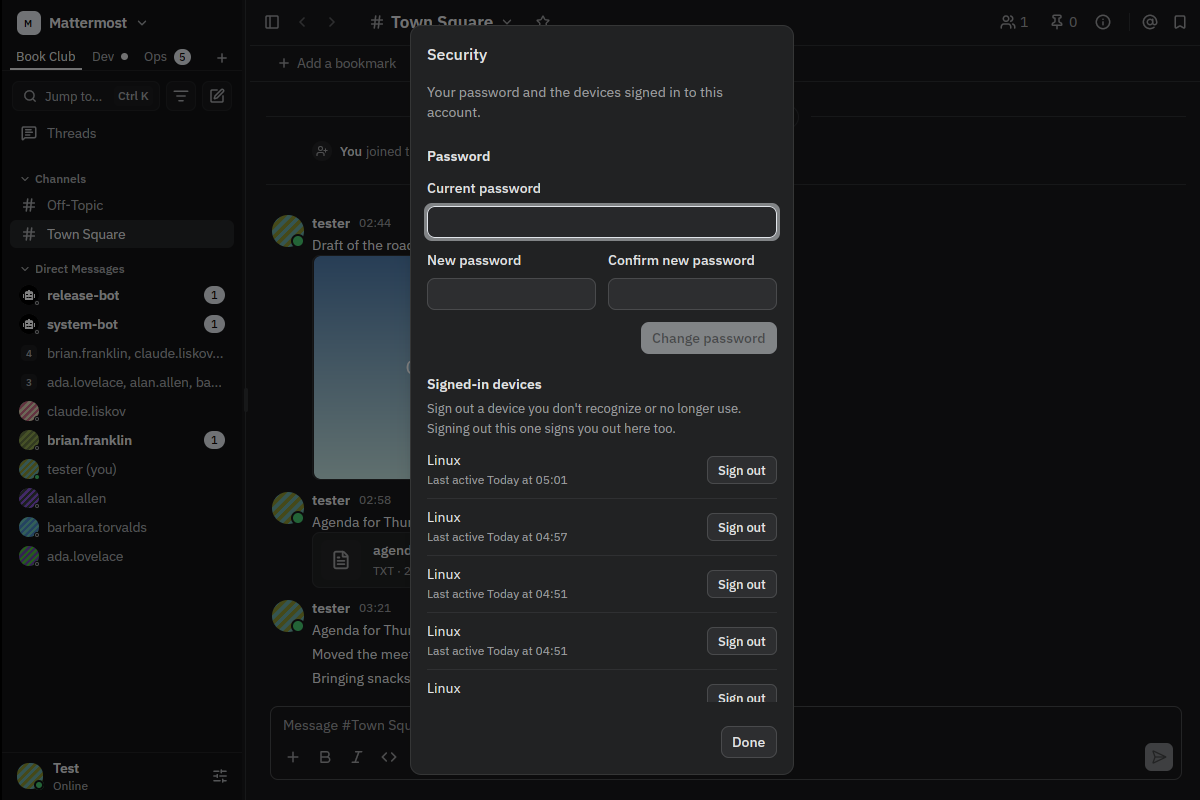 M Mattermost
Book Club Dev Ops 5
Jump to... Ctrl K
Threads
Channels
Off-Topic
Town Square
Direct Messages
release-bot 1
system-bot 1
4 brian.franklin, claude.liskov...
3 ada.lovelace, alan.allen, ba...
claude.liskov
brian.franklin 1
tester (you)
alan.allen
barbara.torvalds
ada.lovelace
Test
Online
Town Square
1
0
Add a bookmark
You joined
tester 02:44
Draft of the road
tester 02:58
Agenda for Thur
agend
TXT · 2
tester 03:21
Agenda for Thur
Moved the mee
Bringing snacks
Message #Town Squ
Security
Your password and the devices signed in to this
account.
Password
Current password
New password Confirm new password
Change password
Signed-in devices
Sign out a device you don't recognize or no longer use.
Signing out this one signs you out here too.
Linux
Last active Today at 05:01
Sign out
Linux
Last active Today at 04:57
Sign out
Linux
Last active Today at 04:51
Sign out
Linux
Last active Today at 04:51
Sign out
Linux
Sign out
Done